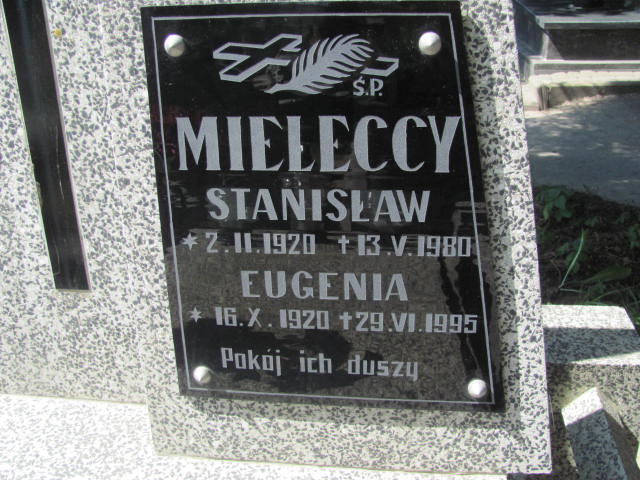 Ś.P.
MIELECCY
STANISŁAW
* 2.II.1920 + 13.V.1980
EUGENIA
* 16.X.1920 + 29.VI.1995
Pokój ich duszy